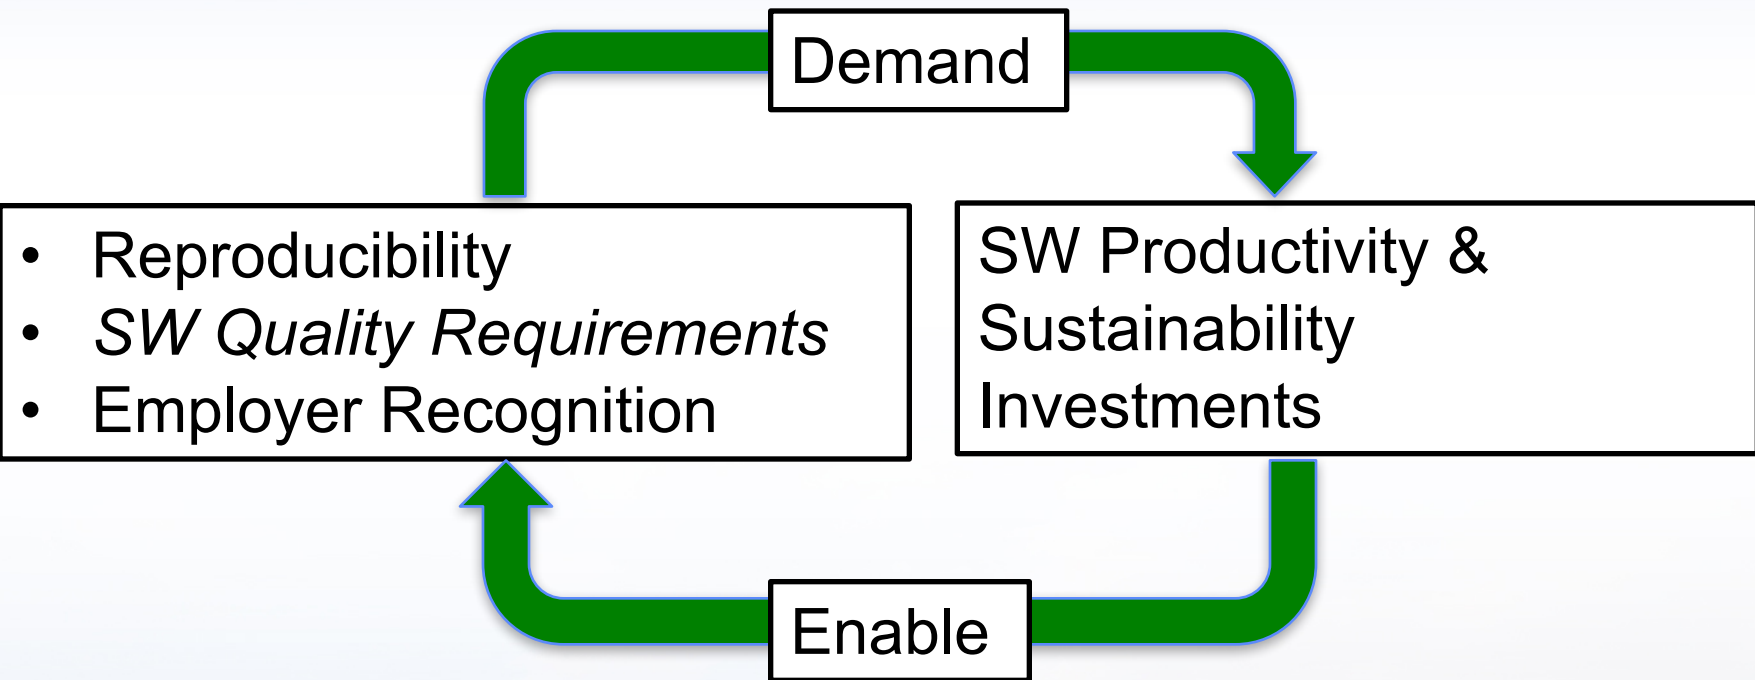 Demand
• Reproducibility
• SW Quality Requirements
• Employer Recognition
SW Productivity &
Sustainability
Investments
Enable